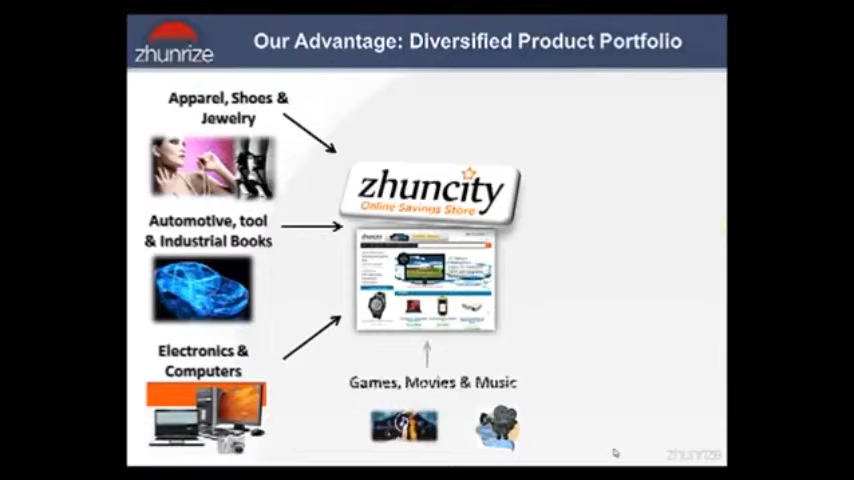 zhunrize
Our Advantage: Diversified Product Portfolio
Apparel, Shoes &
Jewelry
zhuncity
Online Savings Store
Automotive, tool
& Industrial Books
Electronics &
Computers
Games, Movies & Music
zhunrize